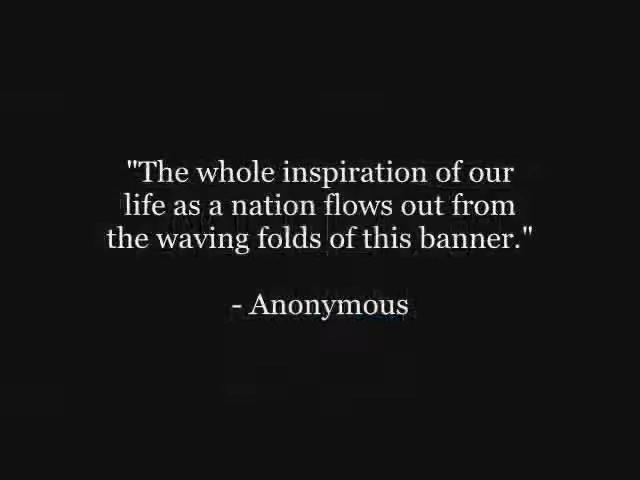 "The whole inspiration of our
life as a nation flows out from
the waving folds of this banner."
- Anonymous